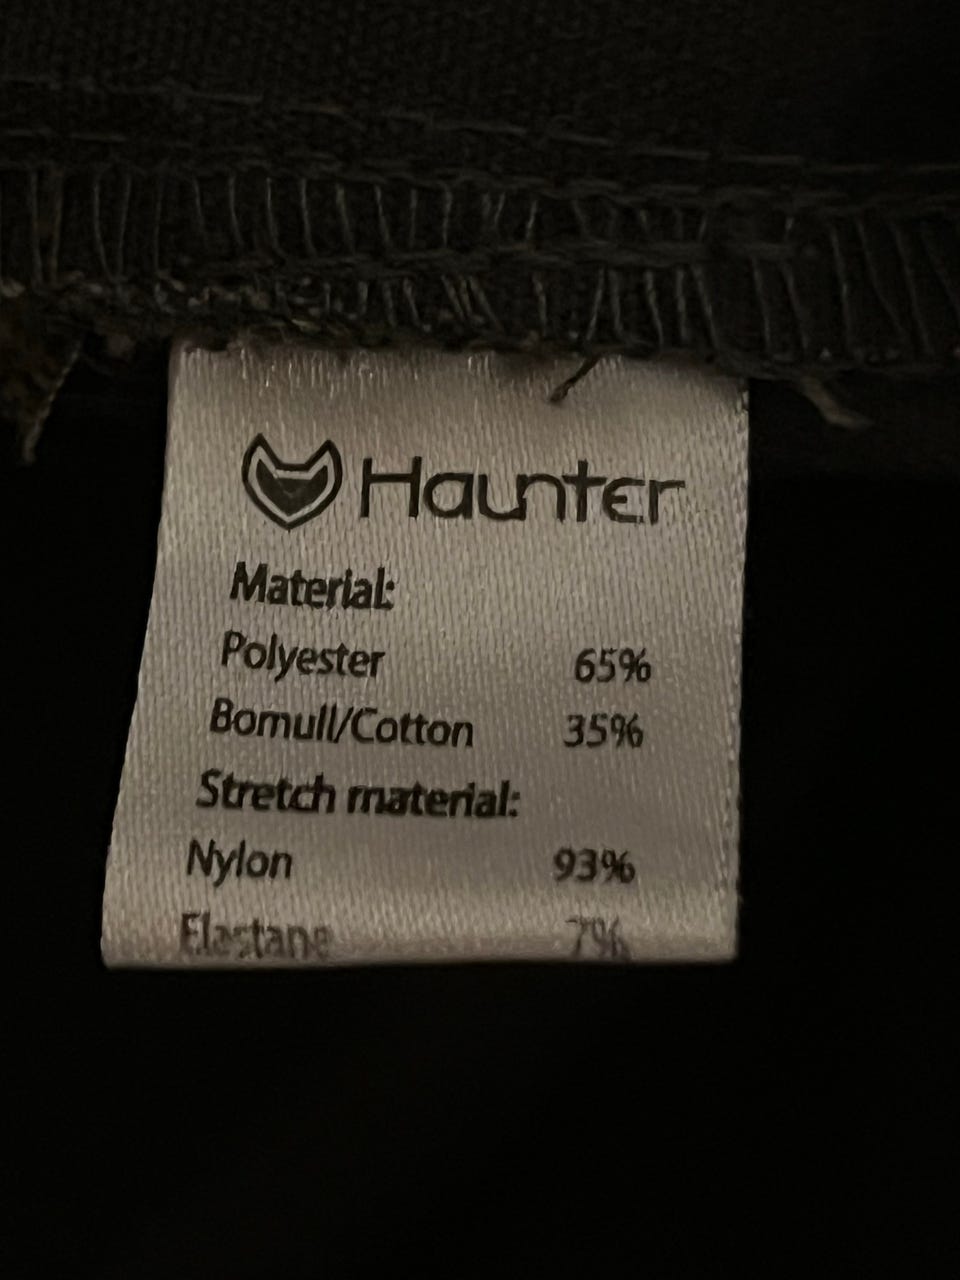 Haunter
Material:
Polyester 65%
Bomull/Cotton 35%
Stretch material:
Nylon 93%
Elastane 7%